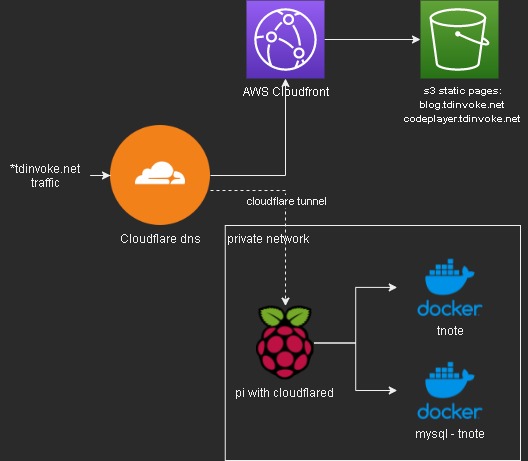 AWS Cloudfront
s3 static pages:
blog.tdinvoke.net
codeplayer.tdinvoke.net
*tdinvoke.net
traffic
Cloudflare dns
cloudflare tunnel
private network
pi with cloudflared
docker
tnote
docker
mysql - tnote